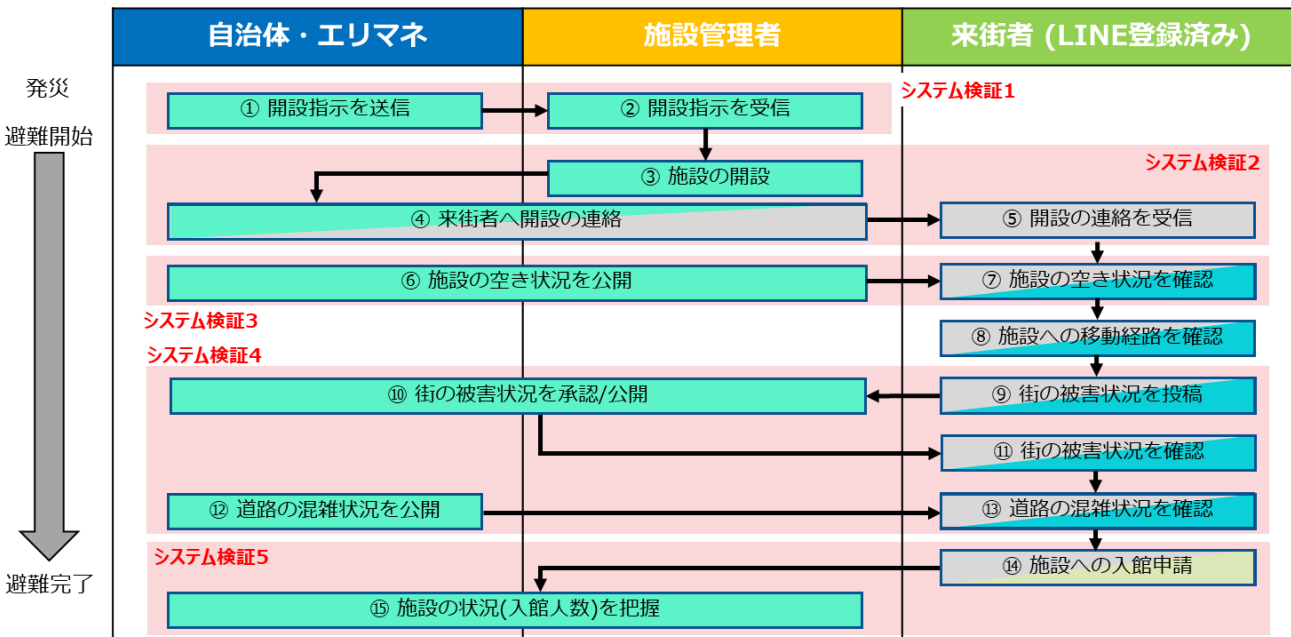 自治体・エリマネ
施設管理者
来街者 (LINE登録済み)
発災
避難開始
避難完了
システム検証1
① 開設指示を送信
② 開設指示を受信
システム検証2
③ 施設の開設
④ 来街者へ開設の連絡
⑤ 開設の連絡を受信
⑥ 施設の空き状況を公開
⑦ 施設の空き状況を確認
システム検証3
⑧ 施設への移動経路を確認
システム検証4
⑩ 街の被害状況を承認/公開
⑨ 街の被害状況を投稿
⑪ 街の被害状況を確認
⑫ 道路の混雑状況を公開
⑬ 道路の混雑状況を確認
システム検証5
⑭ 施設への入館申請
⑮ 施設の状況(入館人数)を把握